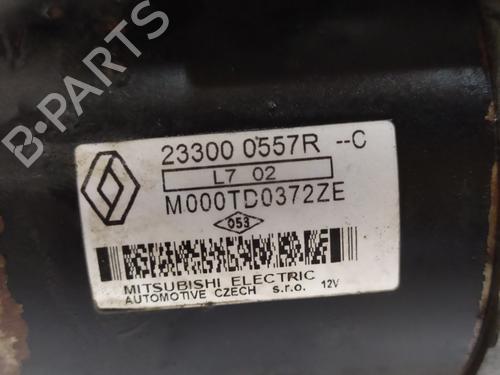 B-PARTS
23300 0557R --C
L7 02
M000TD0372ZE
053
MITSUBISHI ELECTRIC
AUTOMOTIVE CZECH s.r.o. 12V